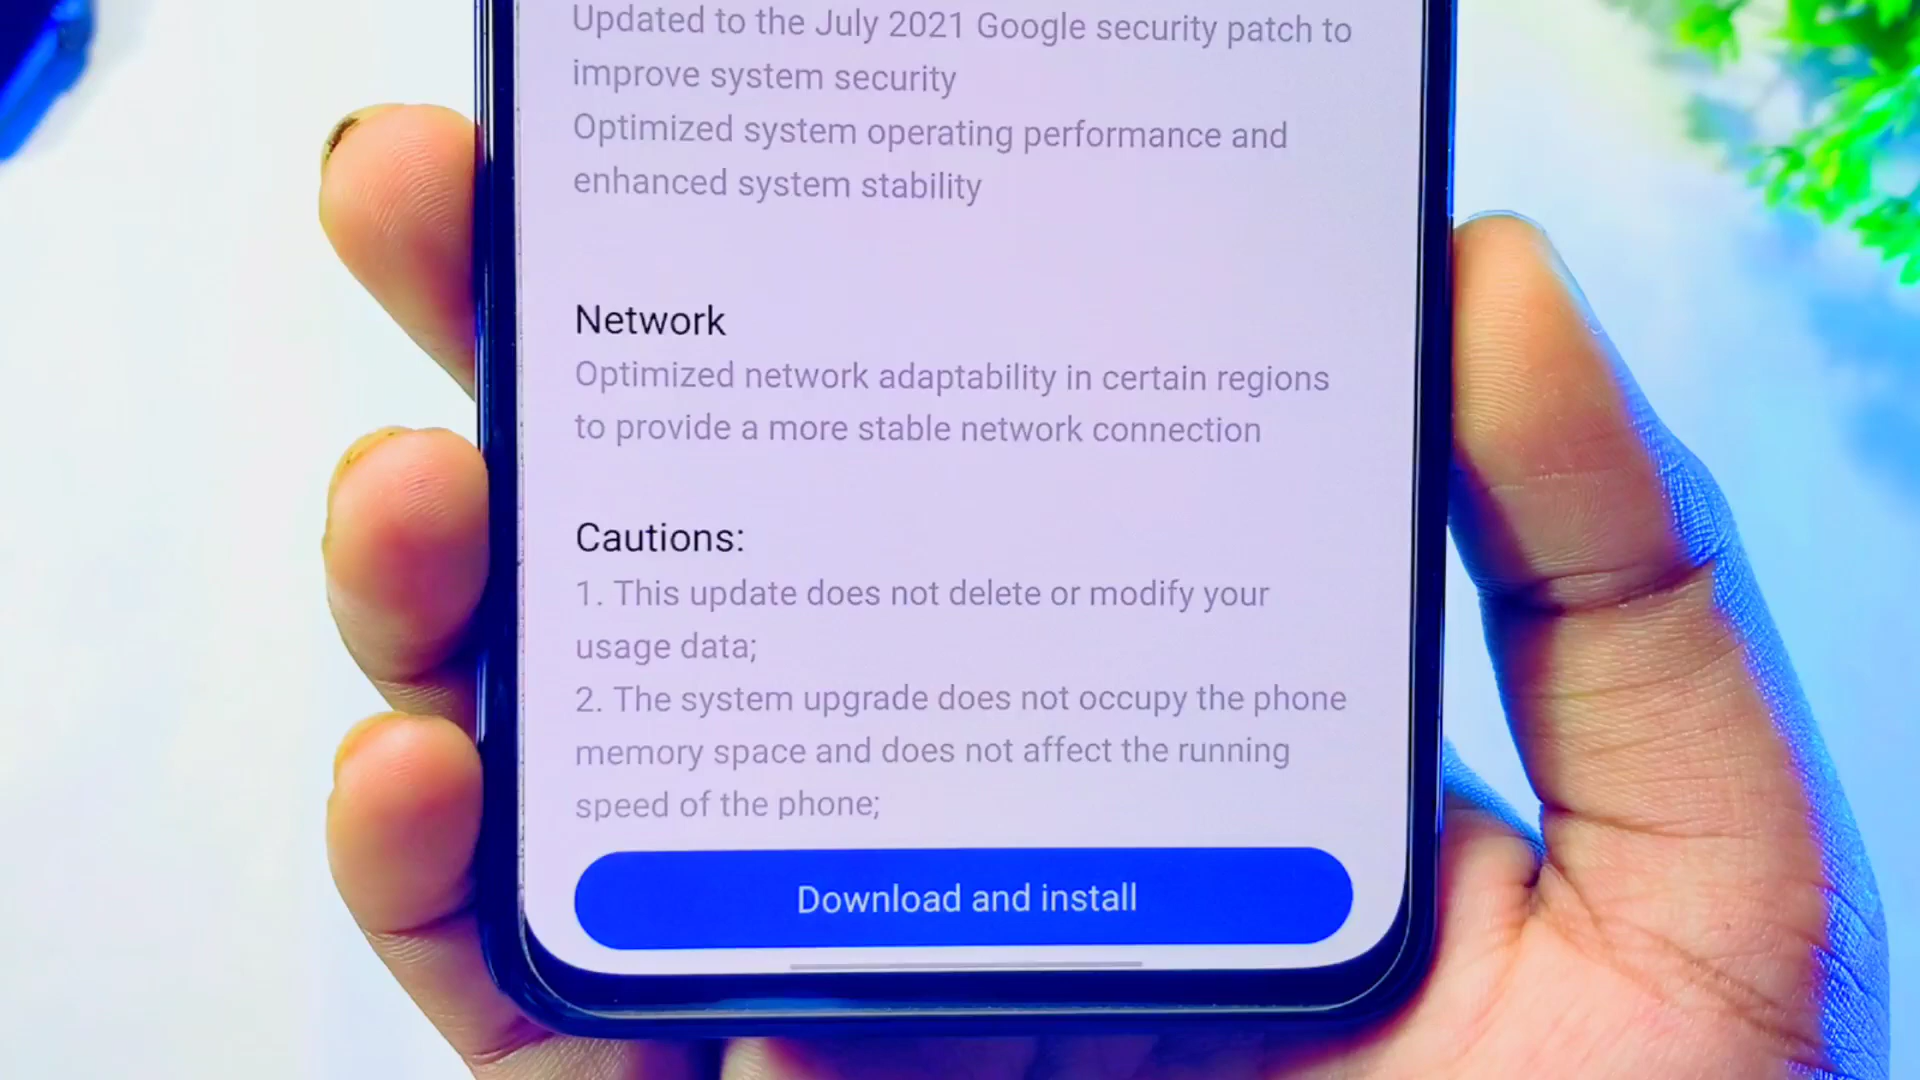 Updated to the July 2021 Google security patch to
improve system security
Optimized system operating performance and
enhanced system stability
Network
Optimized network adaptability in certain regions
to provide a more stable network connection
Cautions:
1. This update does not delete or modify your
usage data;
2. The system upgrade does not occupy the phone
memory space and does not affect the running
speed of the phone;
Download and install